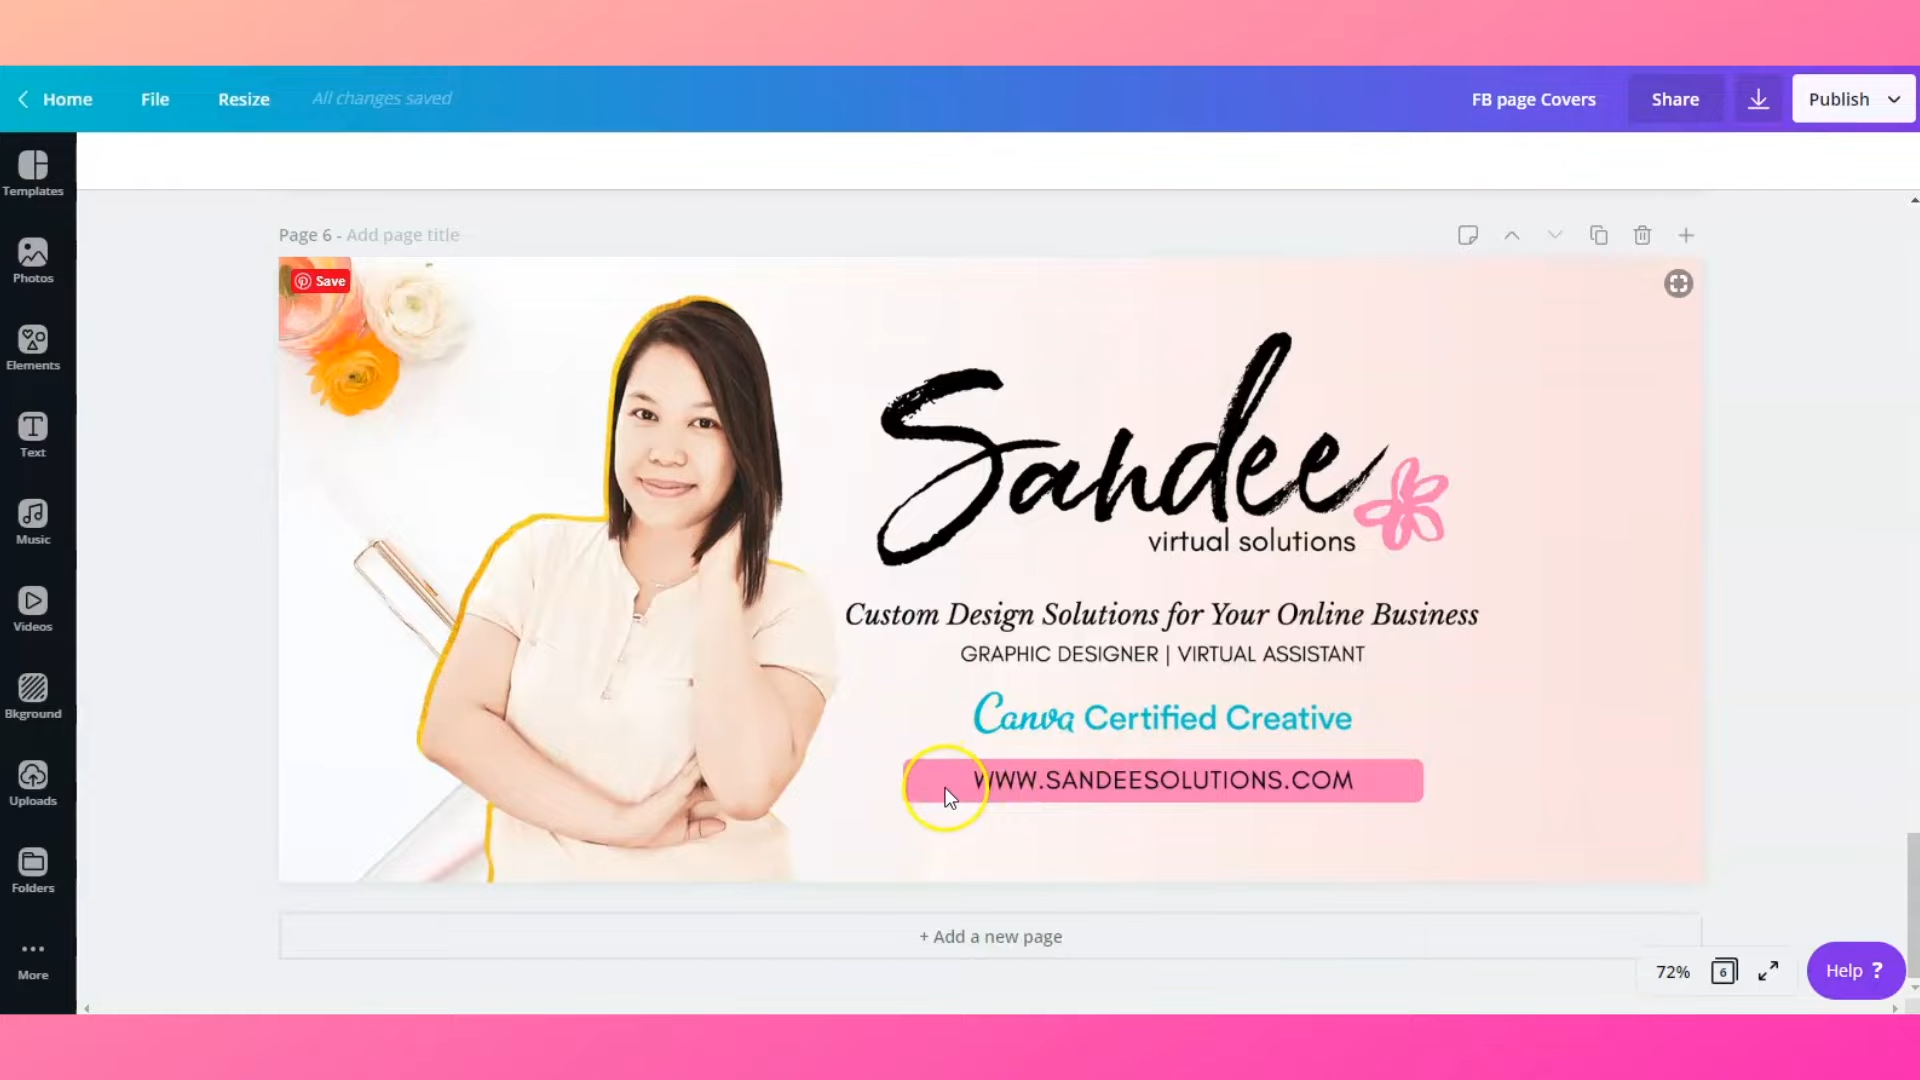 Home File Resize All changes saved FB page Covers Share Publish
Templates
Photos
Elements
Text
Music
Videos
Bkground
Uploads
Folders
More
Page 6 - Add page title
Save
Sandee
virtual solutions
Custom Design Solutions for Your Online Business
GRAPHIC DESIGNER | VIRTUAL ASSISTANT
Canva Certified Creative
WWW.SANDEESOLUTIONS.COM
+ Add a new page
72% 6 Help ?